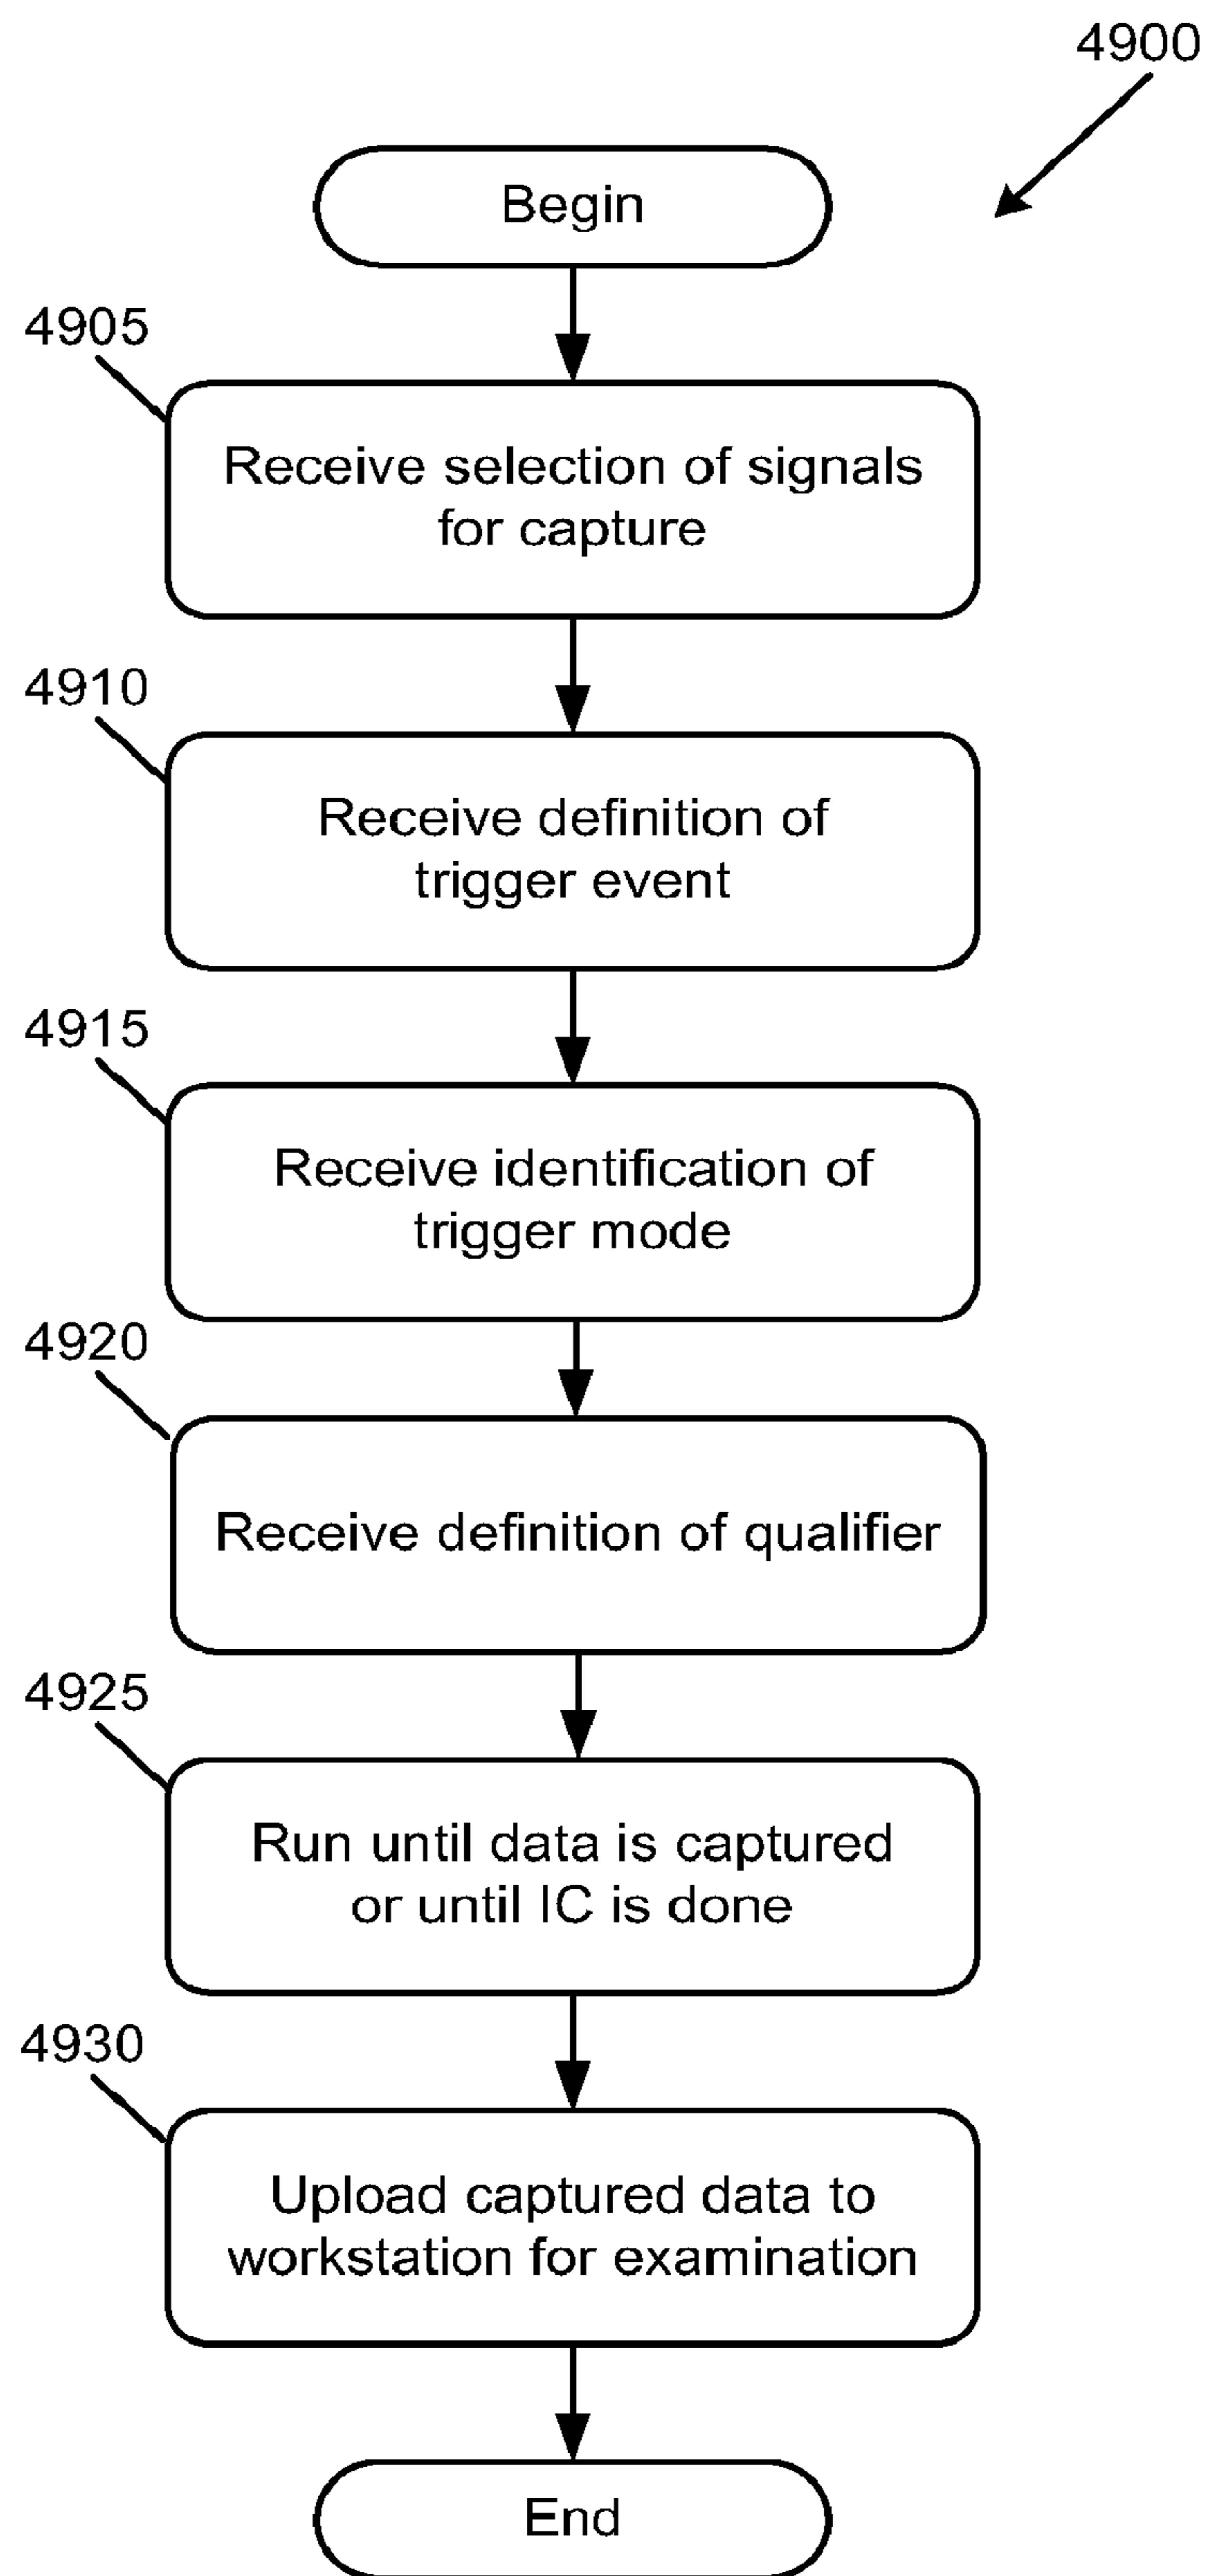 4900
Begin
4905
Receive selection of signals
for capture
4910
Receive definition of
trigger event
4915
Receive identification of
trigger mode
4920
Receive definition of qualifier
4925
Run until data is captured
or until IC is done
4930
Upload captured data to
workstation for examination
End